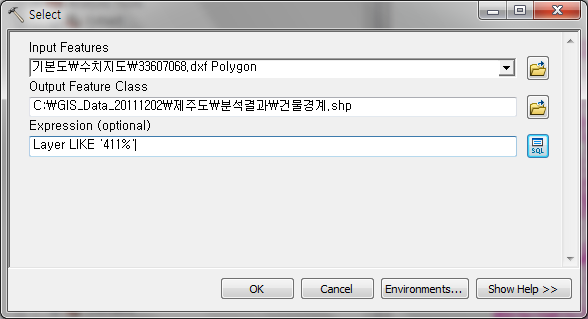 Select
Input Features
기본도₩수치지도₩33607068.dxf Polygon
Output Feature Class
C:₩GIS_Data_20111202₩제주도₩분석결과₩건물경계.shp
Expression (optional)
Layer LIKE '411%'
SQL
OK Cancel Environments... Show Help >>